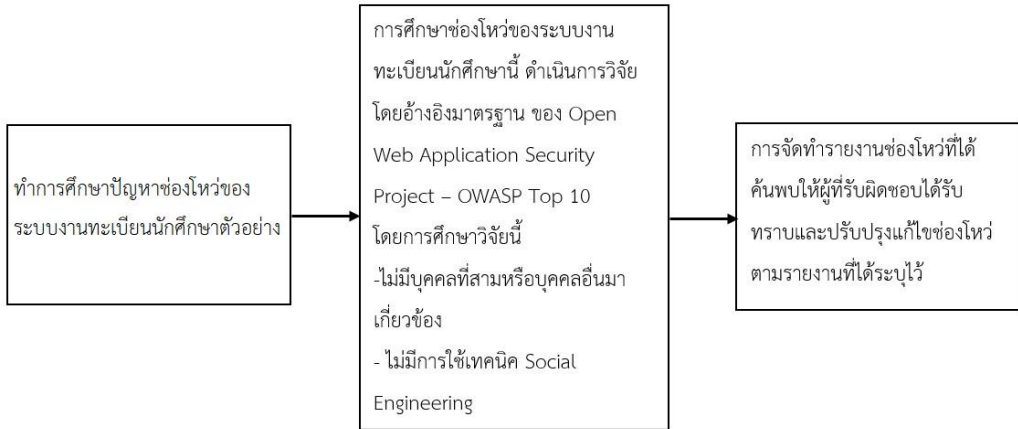 ทำการศึกษาปัญหาช่องโหว่ของ
ระบบงานทะเบียนนักศึกษาตัวอย่าง
การศึกษาช่องโหว่ของระบบงาน
ทะเบียนนักศึกษานี้ ดำเนินการวิจัย
โดยอ้างอิงมาตรฐาน ของ Open
Web Application Security
Project – OWASP Top 10
โดยการศึกษาวิจัยนี้
-ไม่มีบุคคลที่สามหรือบุคคลอื่นมา
เกี่ยวข้อง
- ไม่มีการใช้เทคนิค Social
Engineering
การจัดทำรายงานช่องโหว่ที่ได้
ค้นพบให้ผู้ที่รับผิดชอบได้รับ
ทราบและปรับปรุงแก้ไขช่องโหว่
ตามรายงานที่ได้ระบุไว้